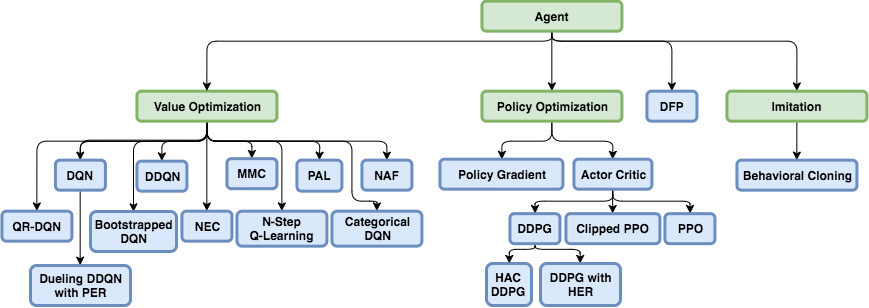 Agent
Value Optimization
Policy Optimization
DFP
Imitation
DQN
DDQN
MMC
PAL
NAF
Policy Gradient
Actor Critic
Behavioral Cloning
QR-DQN
Bootstrapped
DQN
NEC
N-Step
Q-Learning
Categorical
DQN
DDPG
Clipped PPO
PPO
Dueling DDQN
with PER
HAC
DDPG
DDPG with
HER